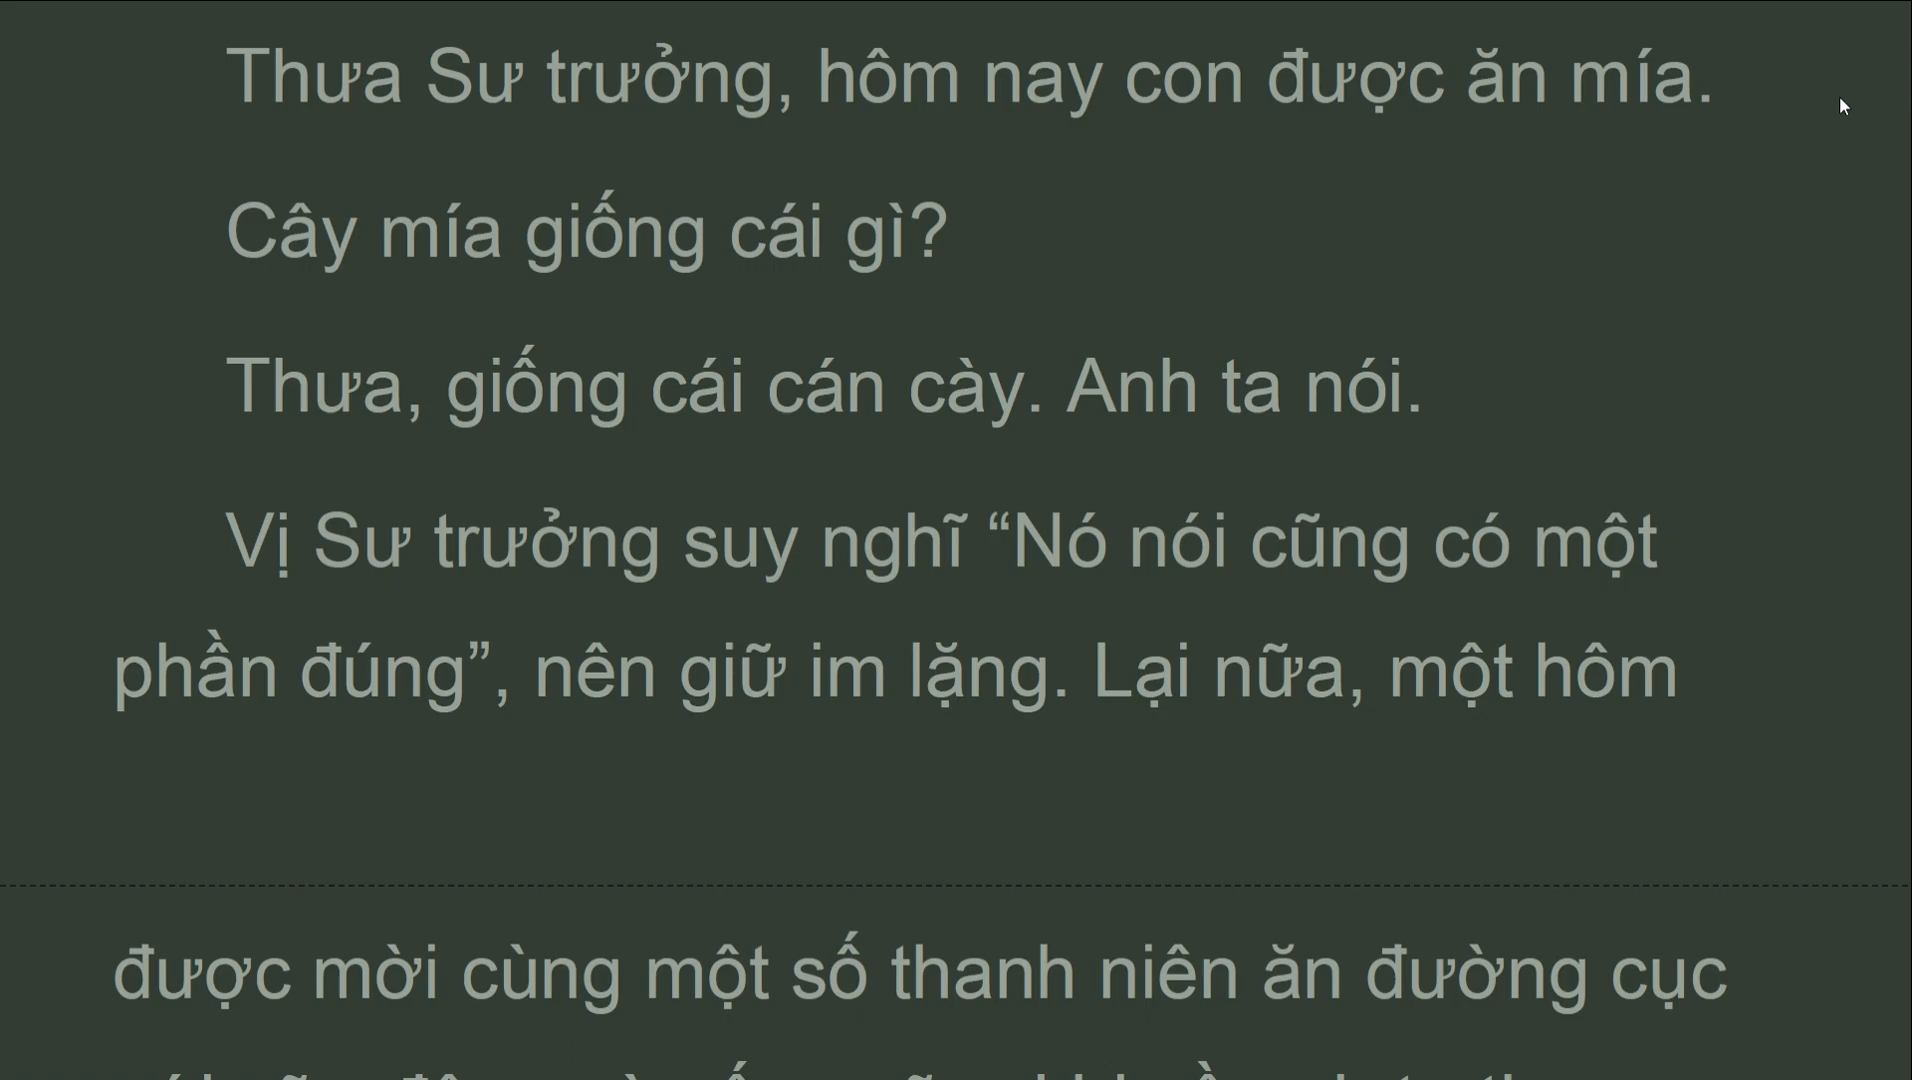 Thưa Sư trưởng, hôm nay con được ăn mía.
Cây mía giống cái gì?
Thưa, giống cái cán cày. Anh ta nói.
Vị Sư trưởng suy nghĩ “Nó nói cũng có một
phần đúng”, nên giữ im lặng. Lại nữa, một hôm
được mời cùng một số thanh niên ăn đường cục